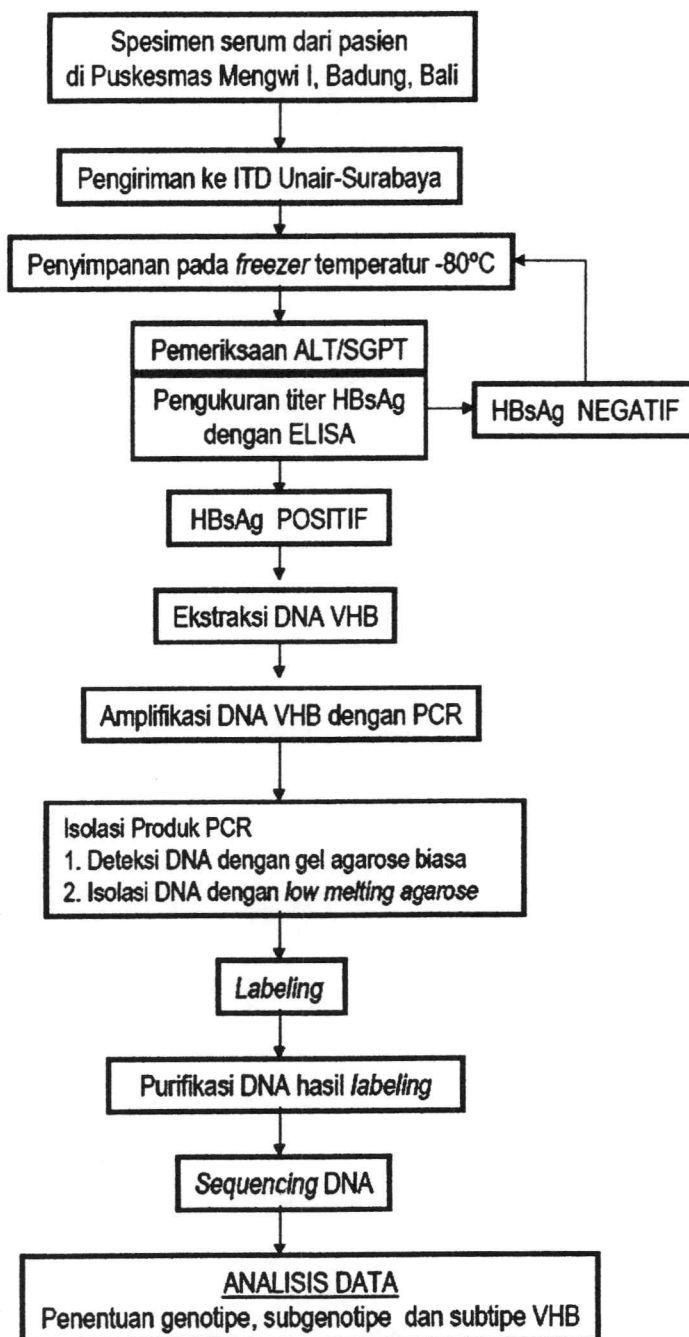 Spesimen serum dari pasien
di Puskesmas Mengwi I, Badung, Bali
Pengiriman ke ITD Unair-Surabaya
Penyimpanan pada freezer temperatur -80ºC
Pemeriksaan ALT/SGPT
Pengukuran titer HBsAg
dengan ELISA
HBsAg NEGATIF
HBsAg POSITIF
Ekstraksi DNA VHB
Amplifikasi DNA VHB dengan PCR
Isolasi Produk PCR
1. Deteksi DNA dengan gel agarose biasa
2. Isolasi DNA dengan low melting agarose
Labeling
Purifikasi DNA hasil labeling
Sequencing DNA
ANALISIS DATA
Penentuan genotipe, subgenotipe dan subtipe VHB